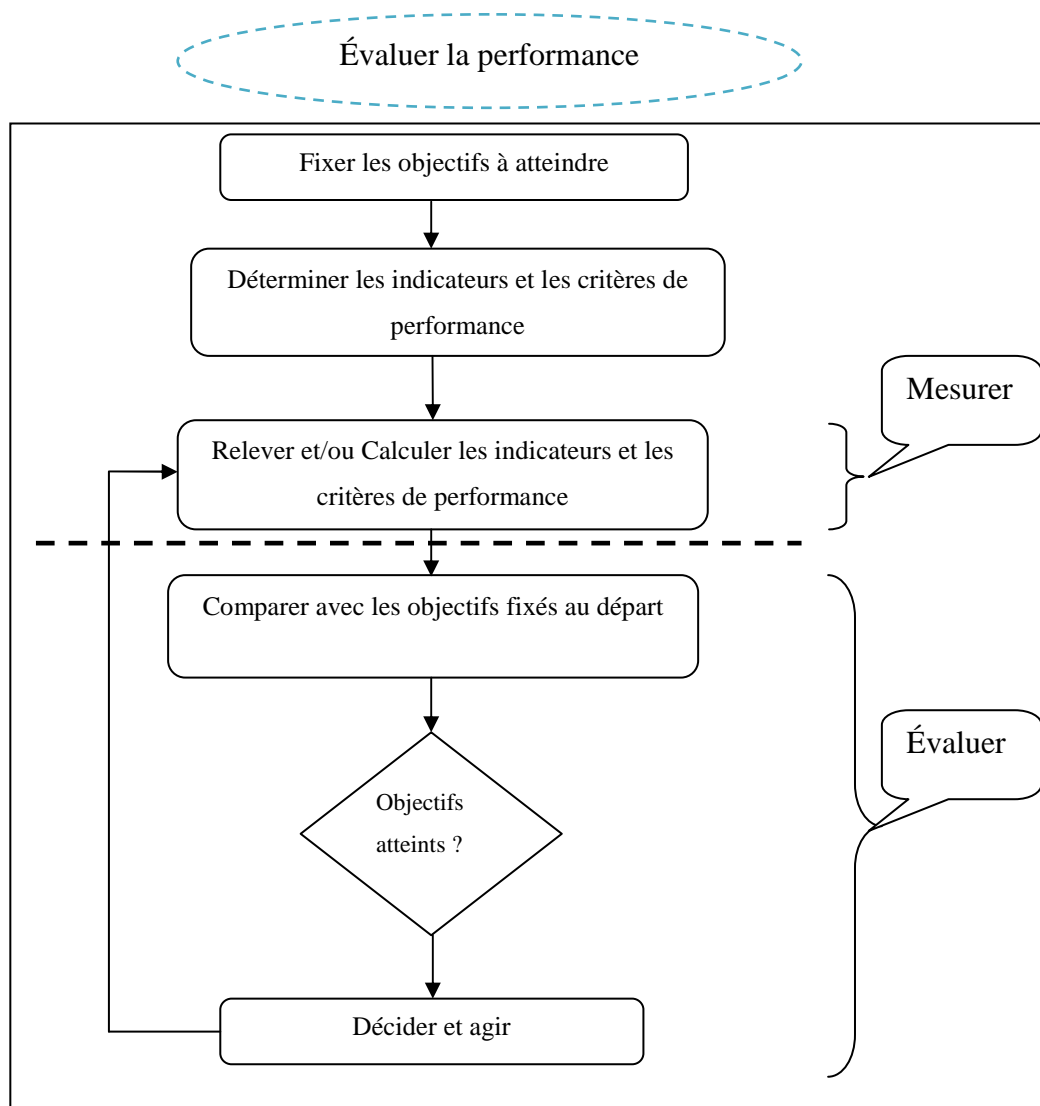 Évaluer la performance
Fixer les objectifs à atteindre
Déterminer les indicateurs et les critères de
performance
Mesurer
Relever et/ou Calculer les indicateurs et les
critères de performance
Comparer avec les objectifs fixés au départ
Évaluer
Objectifs
atteints ?
Décider et agir